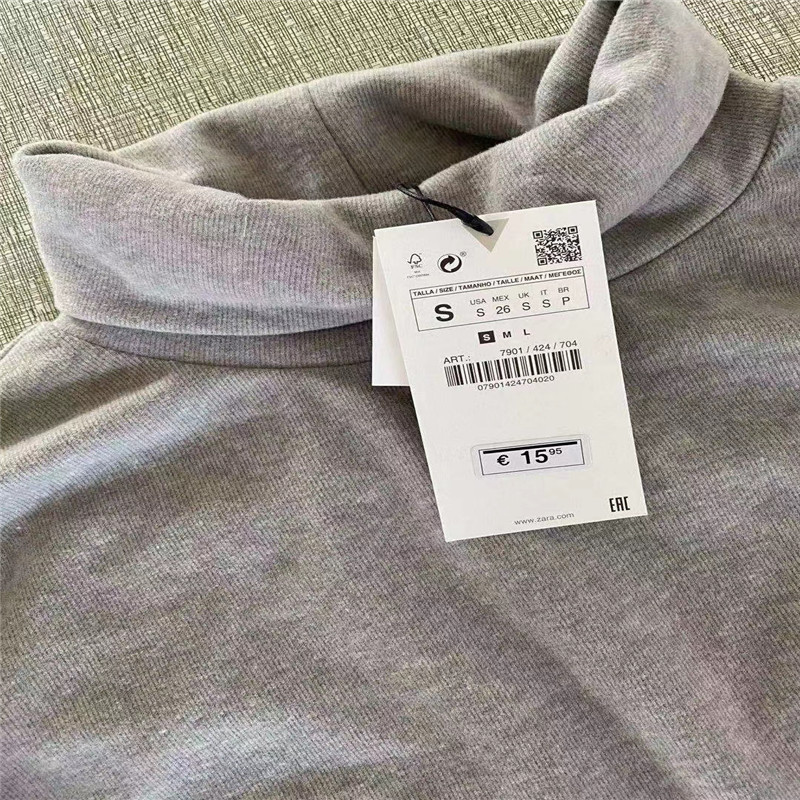 FSC
TALLA / SIZE / TAMANHO / TAILLE / MAAT / ΜΕΓΕΘΟΣ
S
USA MEX UK IT BR
S 26 S S P
S M L
ART.: 7901 / 424 / 704
07901424704020
€ 15 95
www.zara.com
EAC